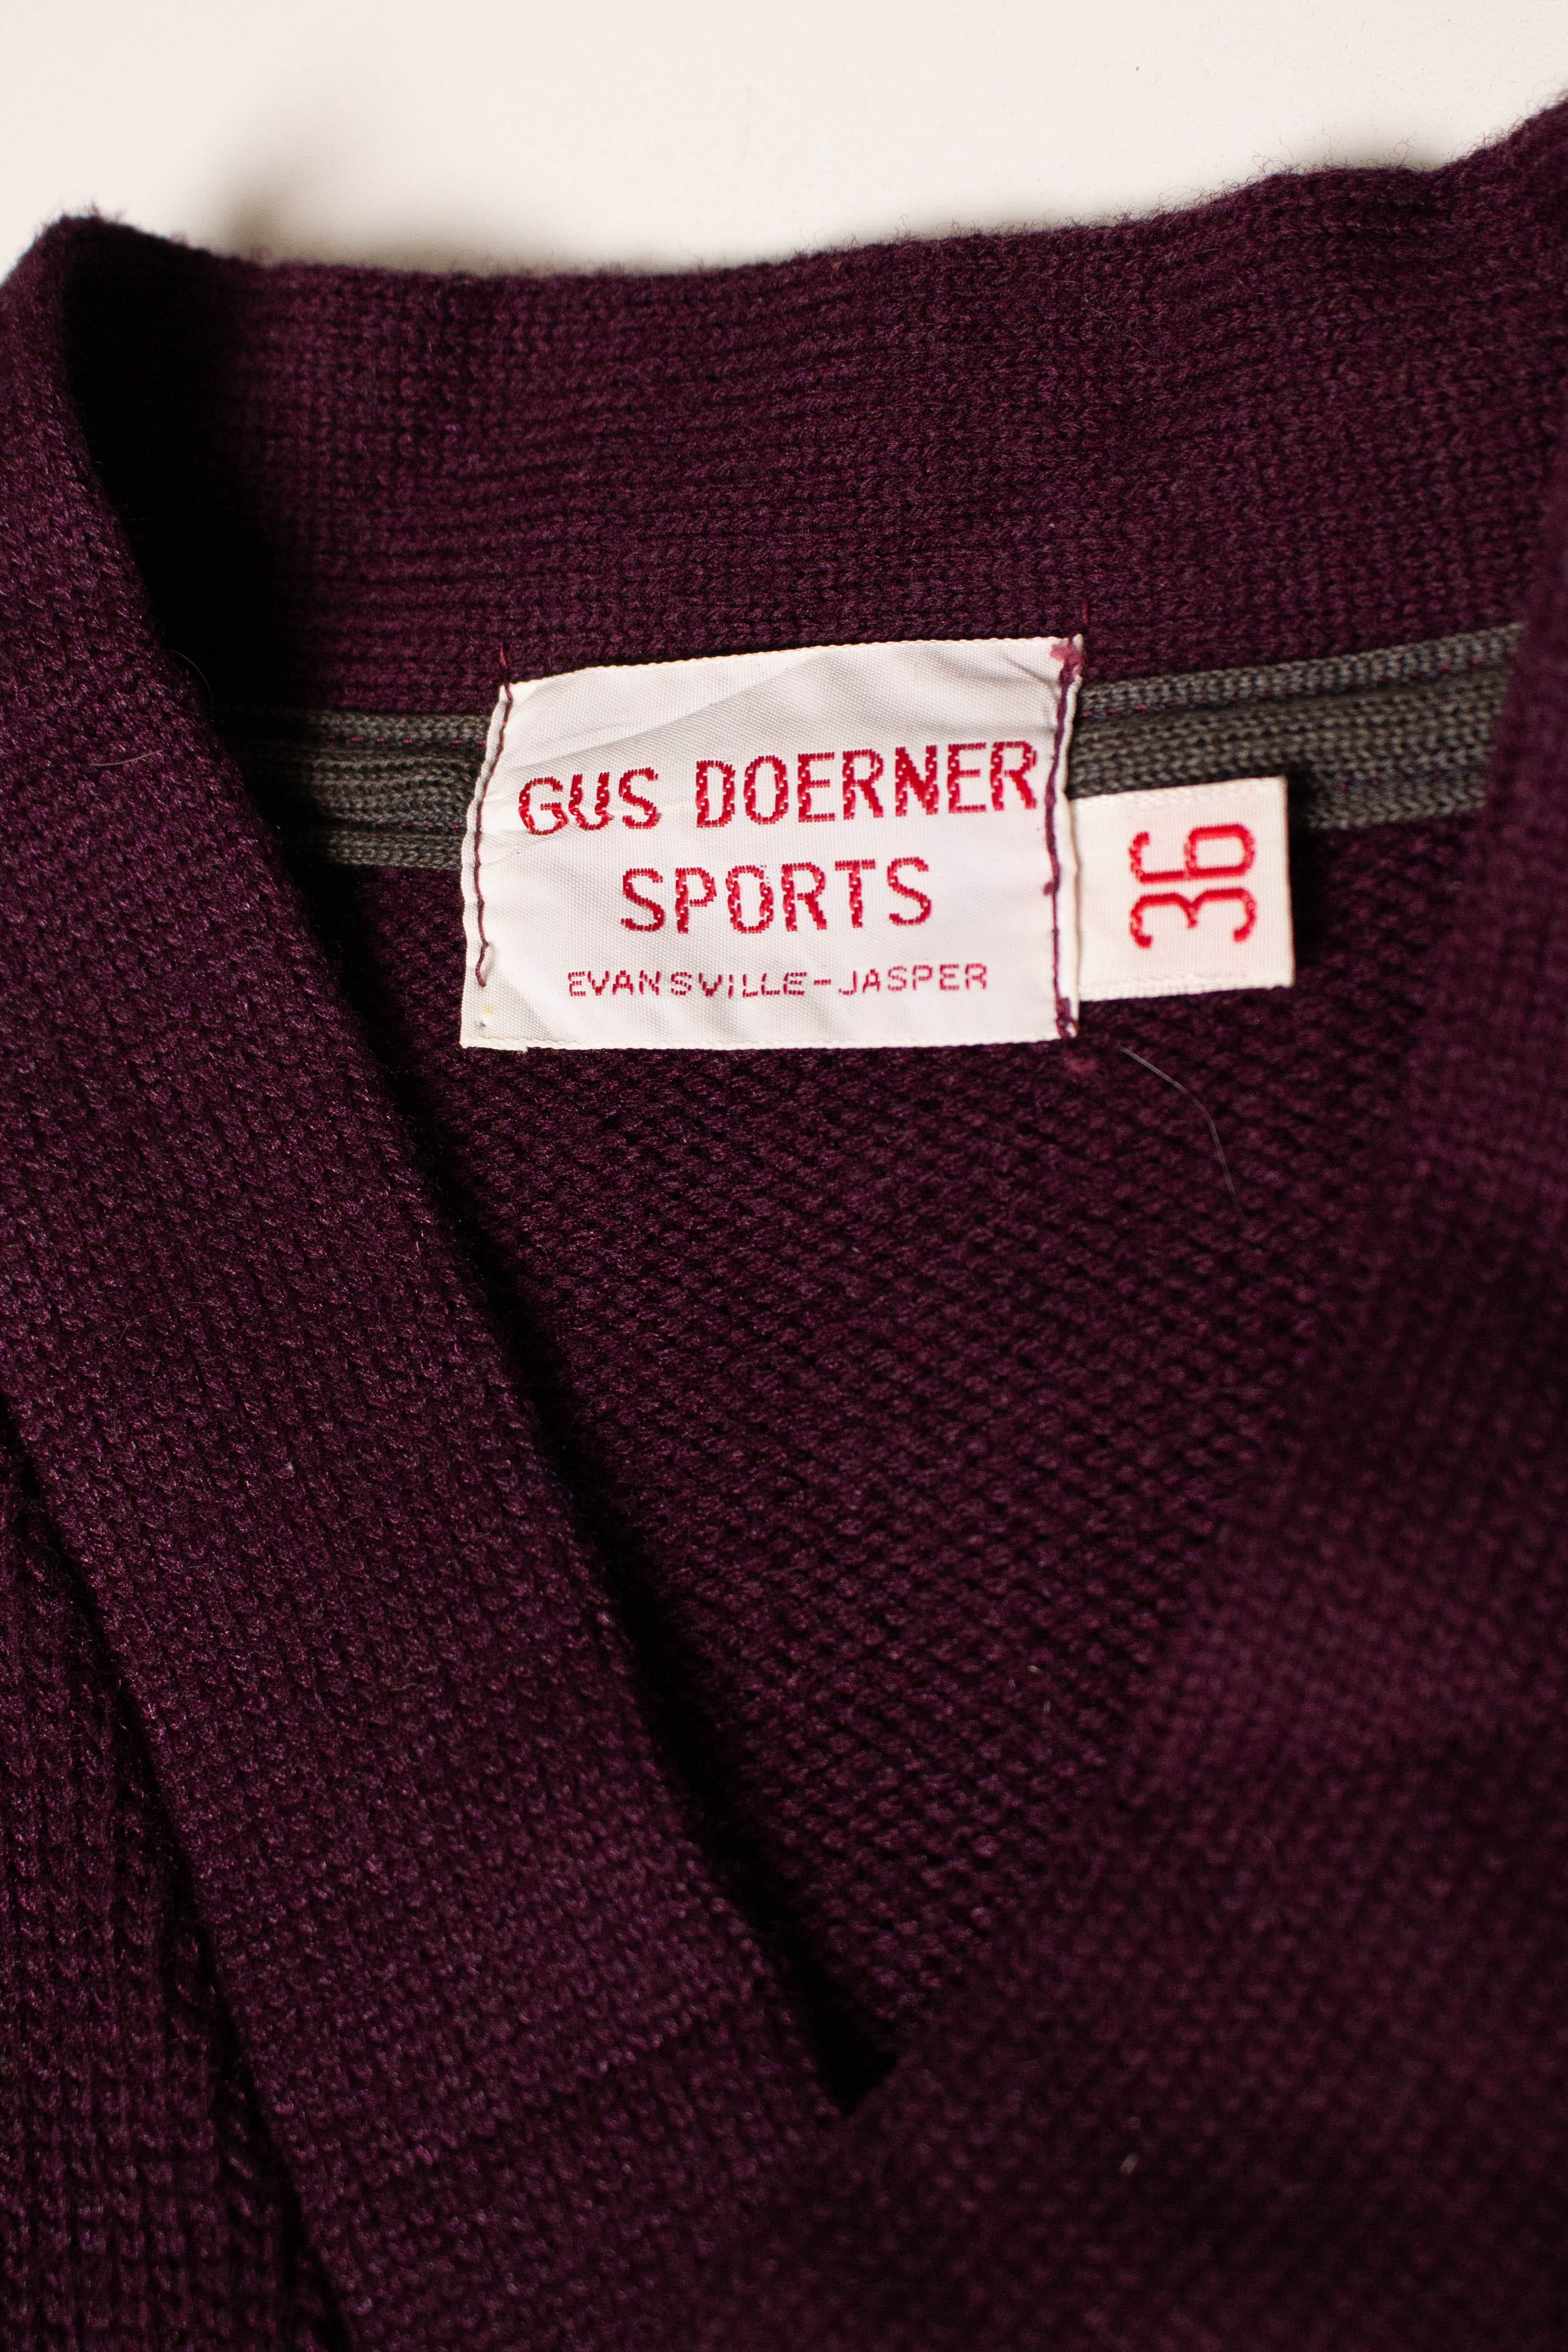 GUS DOERNER
SPORTS
EVANSVILLE-JASPER
36